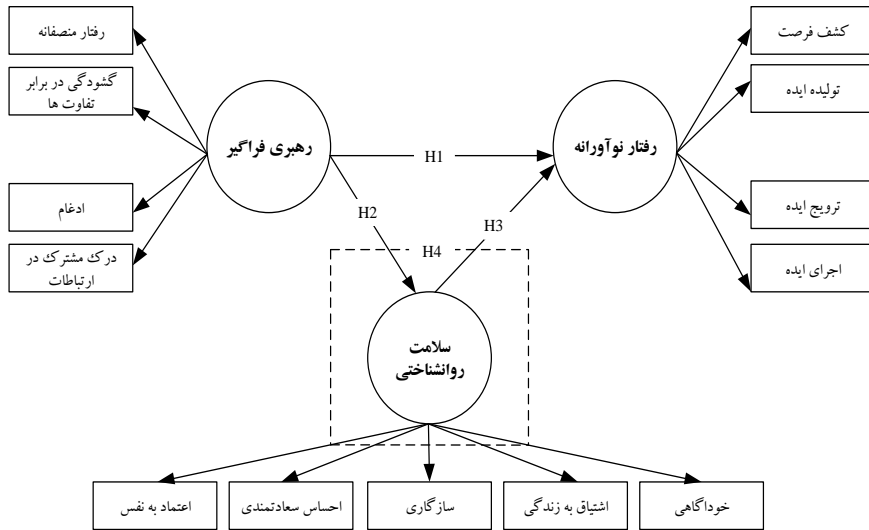 رفتار منصفانه
گشودگی در برابر
تفاوت ها
ادغام
درک مشترک در
ارتباطات
رهبری فراگیر
H1
H2
H3
H4
رفتار نوآورانه
کشف فرصت
تولیده ایده
ترویج ایده
اجرای ایده
سلامت
روانشناختی
اعتماد به نفس
احساس سعادتمندی
سازگاری
اشتیاق به زندگی
خوداگاهی